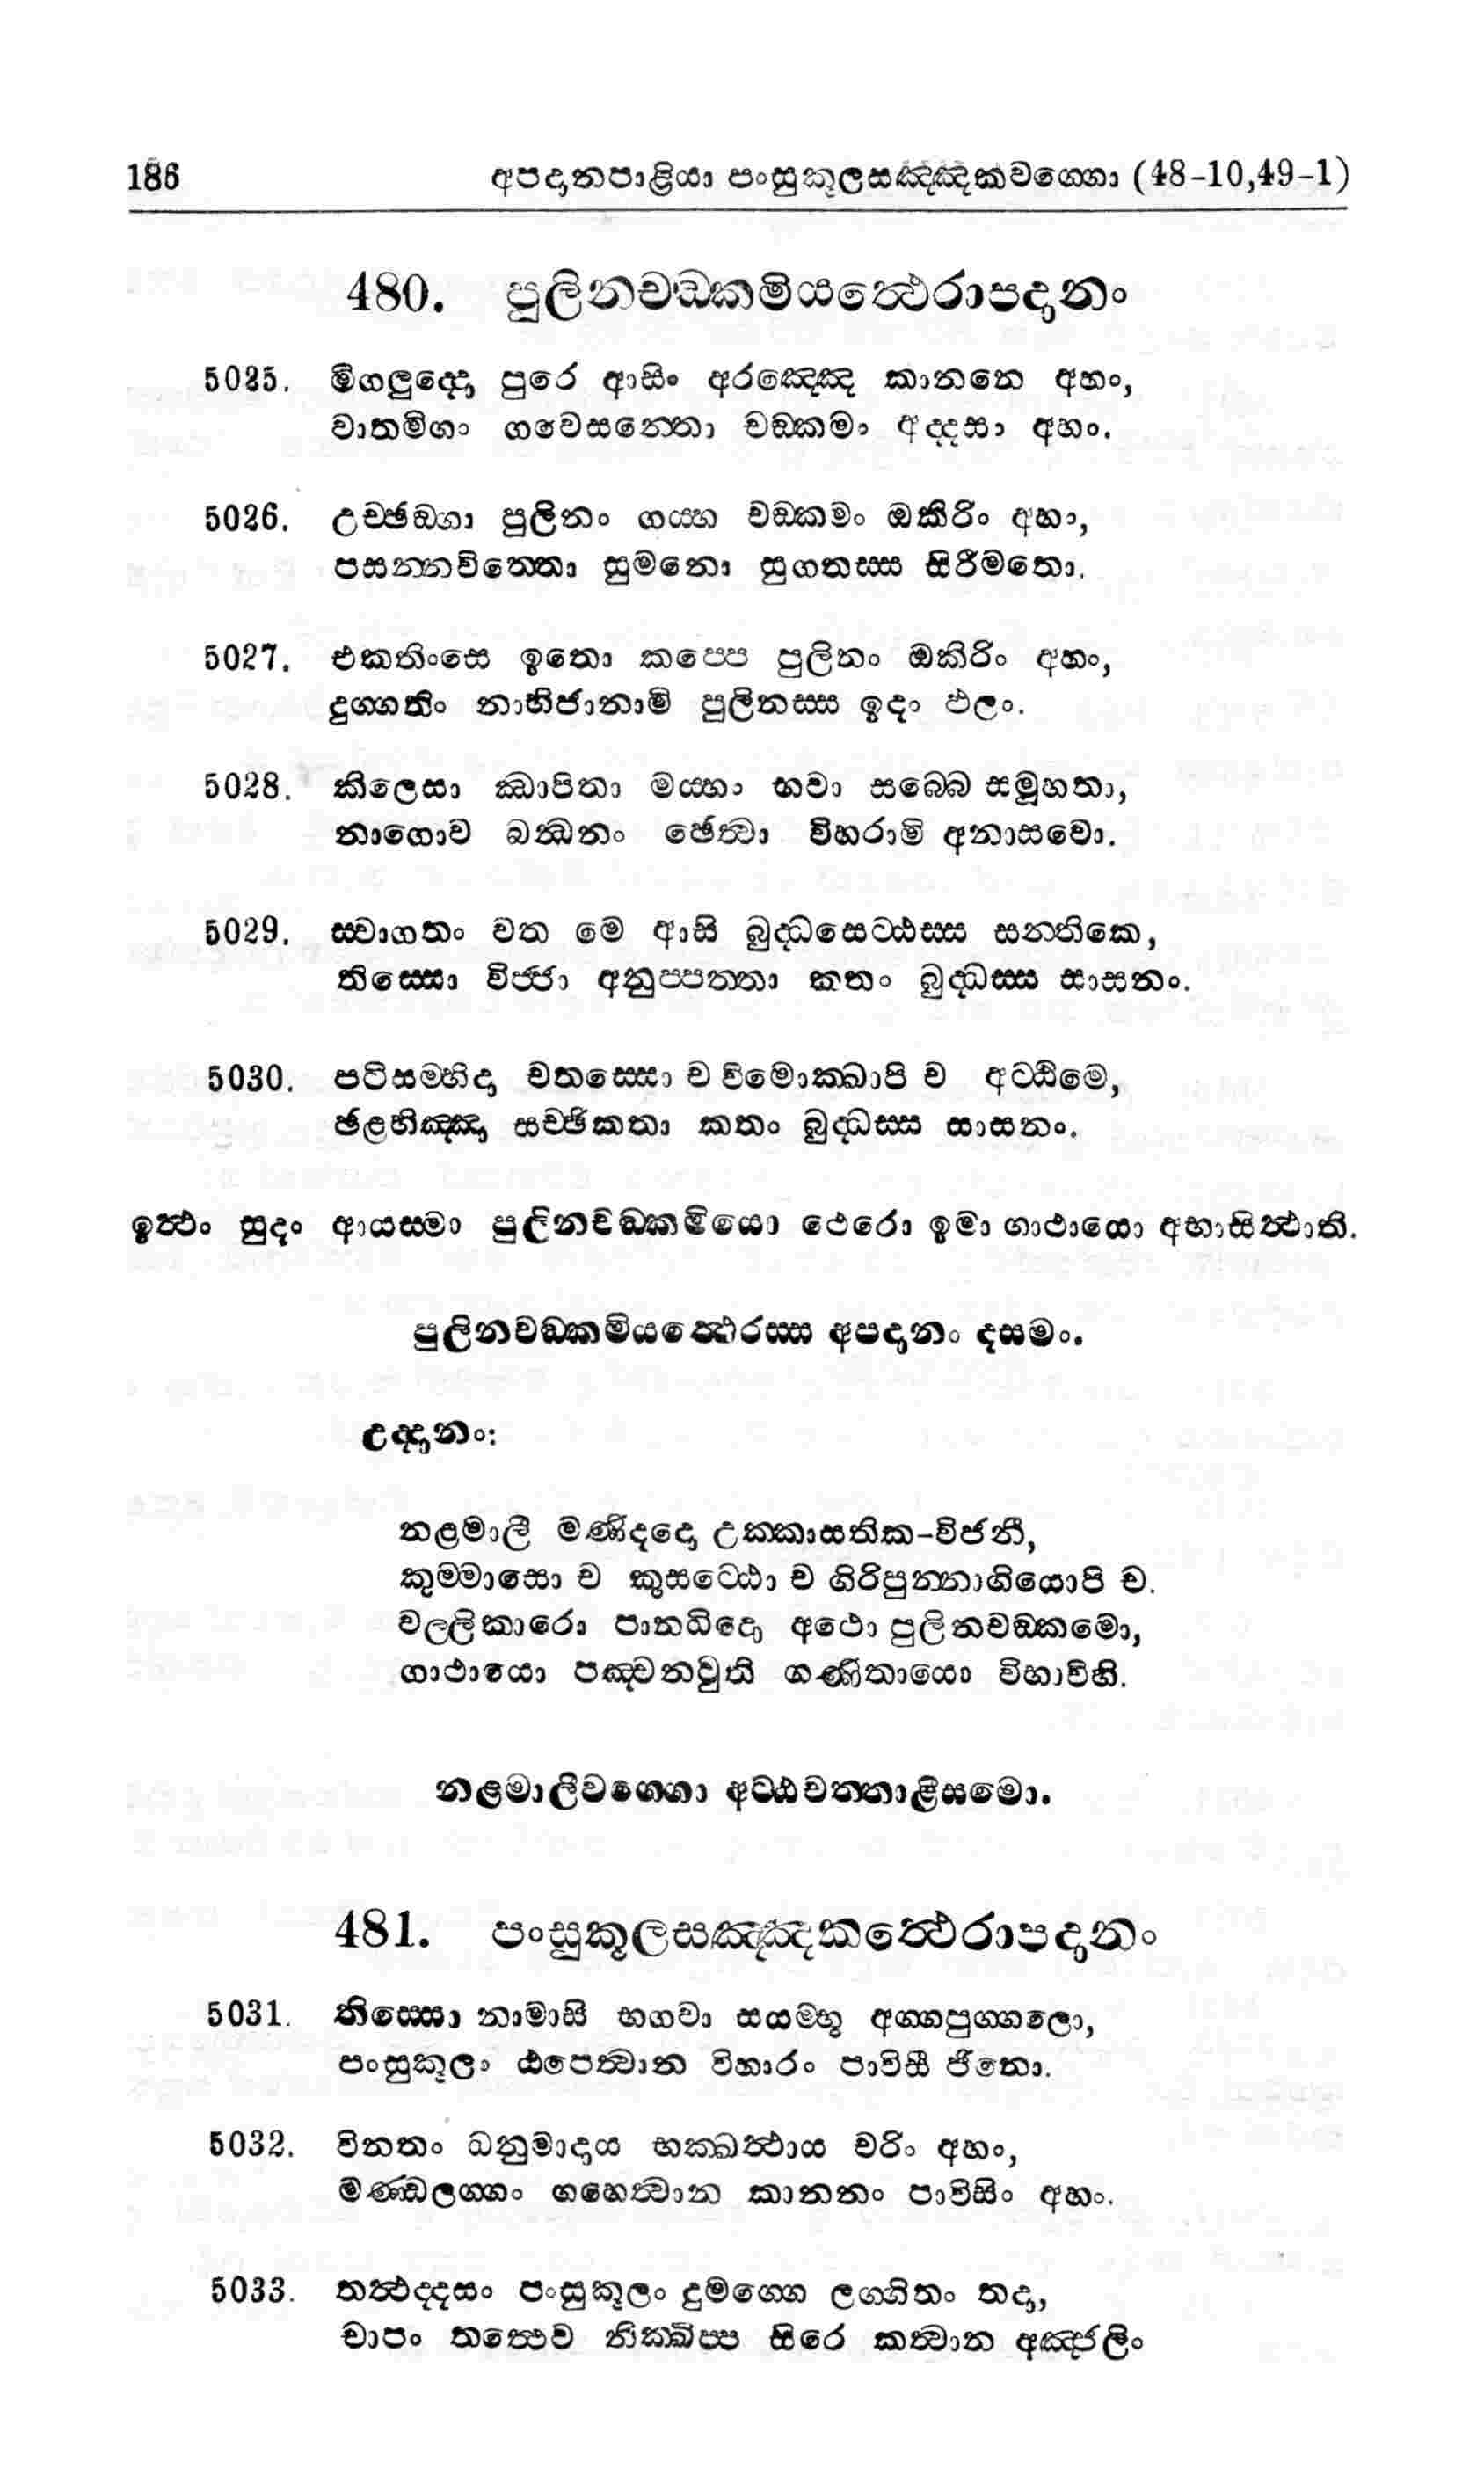 186 අපදානපාළියා පංසුකූලසඤ්ඤකවග්ගො (48-10,49-1)
480. පුලිනචඞ්කමියත්ථෙරාපදානං
5025. මිගලුද්දො පුරෙ ආසිං අරඤ්ඤෙ කානනෙ අහං,
වාතමිගං ගවෙසන්තො චඞ්කමං අද්දසං අහං.
5026. උච්ඡඞ්ගා පුලිනං ගය්හ චඞ්කමං ඔකිරිං අහං,
පසන්නචිත්තො සුමනො සුගතස්ස සිරීමතො.
5027. එකතිංසෙ ඉතො කප්පෙ පුලිනං ඔකිරිං අහං,
දුග්ගතිං නාභිජානාමි පුලිනස්ස ඉදං ඵලං.
5028. කිලෙසා ඣාපිතා මය්හං භවා සබ්බෙ සමූහතා,
නාගොව බන්ධනං ඡෙත්වා විහරාමි අනාසවො.
5029. ස්වාගතං වත මෙ ආසි බුද්ධසෙට්ඨස්ස සන්තිකෙ,
තිස්සො විජ්ජා අනුප්පත්තා කතං බුද්ධස්ස සාසනං.
5030. පටිසම්භිදා චතස්සො ච විමොක්ඛාපි ච අට්ඨිමෙ,
ඡළභිඤ්ඤා සච්ඡිකතා කතං බුද්ධස්ස සාසනං.
ඉත්ථං සුදං ආයස්මා පුලිනචඞ්කමියො ථෙරො ඉමා ගාථායො අභාසිත්ථාති.
පුලිනචඞ්කමියත්ථෙරස්ස අපදානං දසමං.
උද්දානං:
නළමාලී මණිදදො උක්කාසතික-විජනී,
කුම්මාසො ච කුසට්ඨො ච ගිරිපුන්නාගියොපි ච.
වල්ලිකාරො පානධිදො අථො පුලිනචඞ්කමො,
ගාථායො පඤ්චනවුති ගණිතායො විභාවිභි.
නළමාලිවග්ගො අට්ඨචත්තාළීසමො.
481. පංසුකූලසඤ්ඤකත්ථෙරාපදානං
5031. තිස්සො නාමාසි භගවා සයම්භූ අග්ගපුග්ගලො,
පංසුකූලං ඨපෙත්වාන විහාරං පාවිසී ජිනො.
5032. විනතං ධනුමාදාය භක්ඛත්ථාය චරිං අහං,
මණ්ඩලග්ගං ගහෙත්වාන කානනං පාවිසිං අහං.
5033. තත්ථද්දසං පංසුකූලං දුමග්ගෙ ලග්ගිතං තදා,
චාපං තත්ථෙව නික්ඛිප්ප සිරෙ කත්වාන අඤ්ජලිං